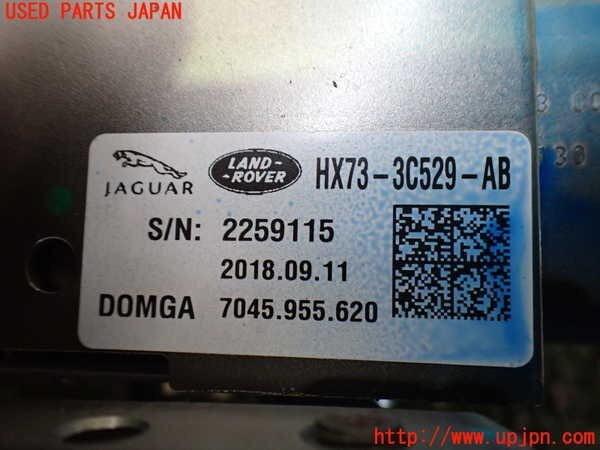 USED PARTS JAPAN
JAGUAR
LAND-
ROVER
HX73-3C529-AB
S/N: 2259115
2018.09.11
DOMGA 7045.955.620
http://www.upjpn.com/